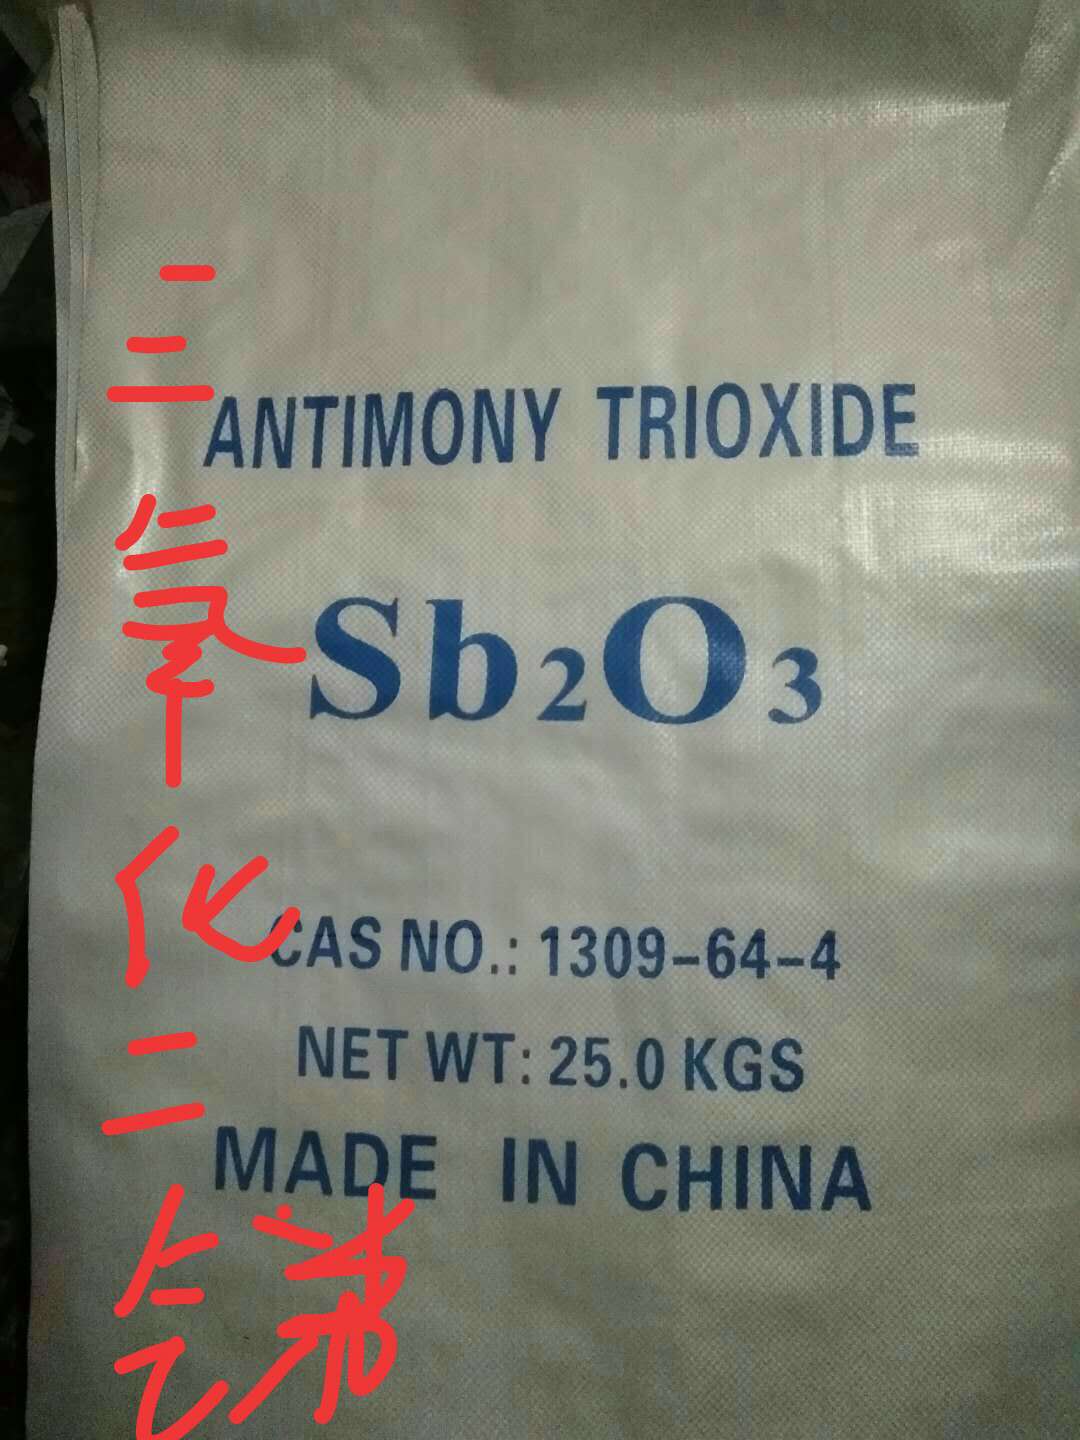 ANTIMONY TRIOXIDE
Sb₂O₃
CAS NO.: 1309-64-4
NET WT: 25.0 KGS
MADE IN CHINA
三氧化二锑